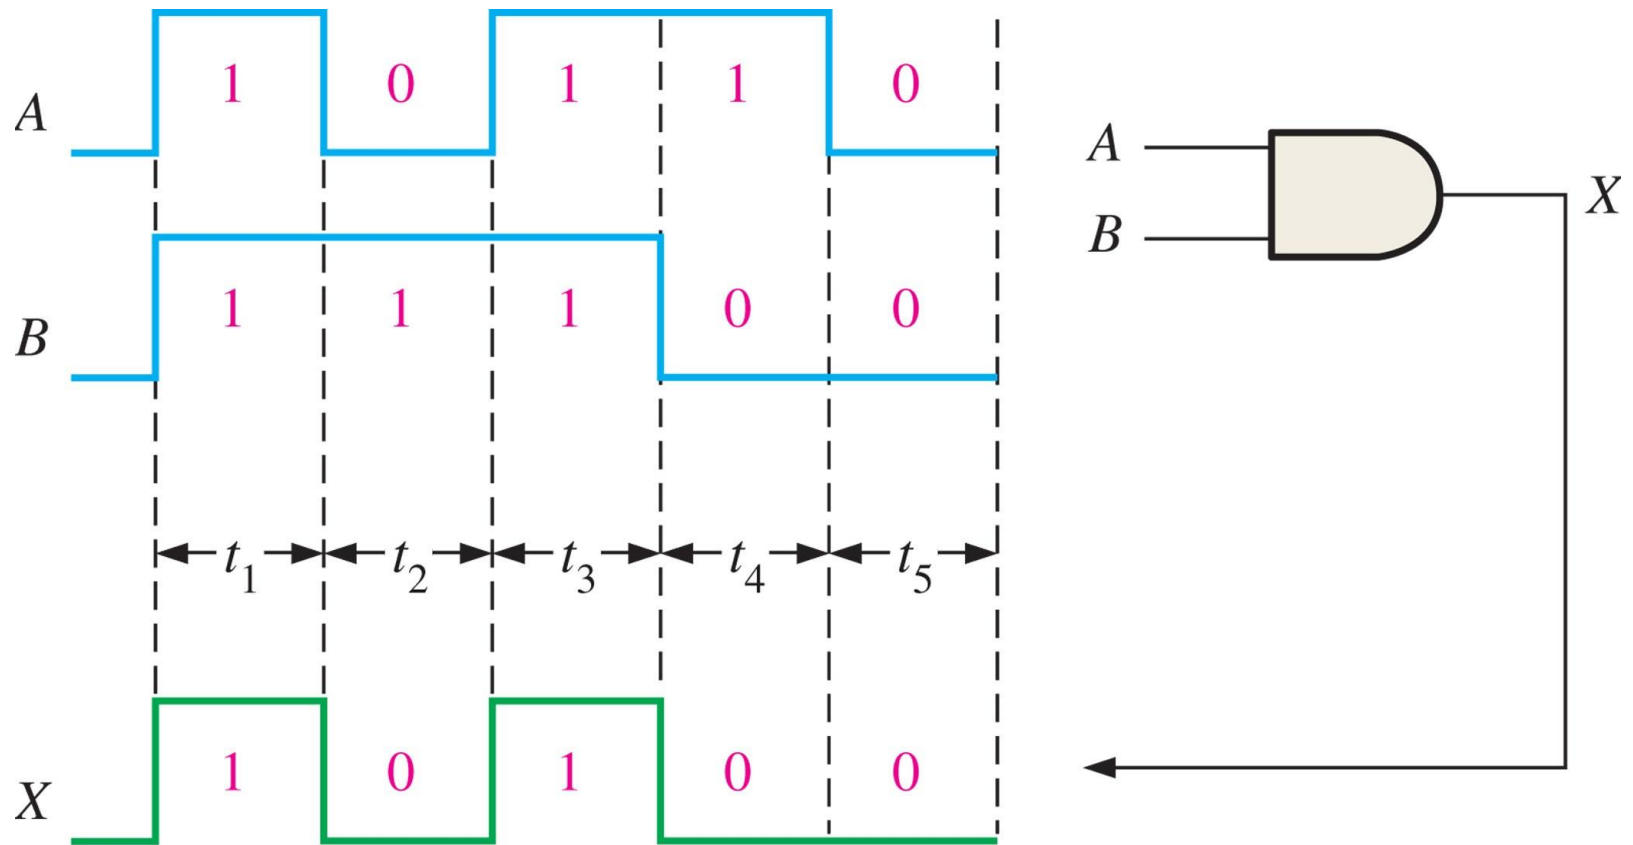 A 1 0 1 1 0
B 1 1 1 0 0
t₁ t₂ t₃ t₄ t₅
X 1 0 1 0 0
A
B
X